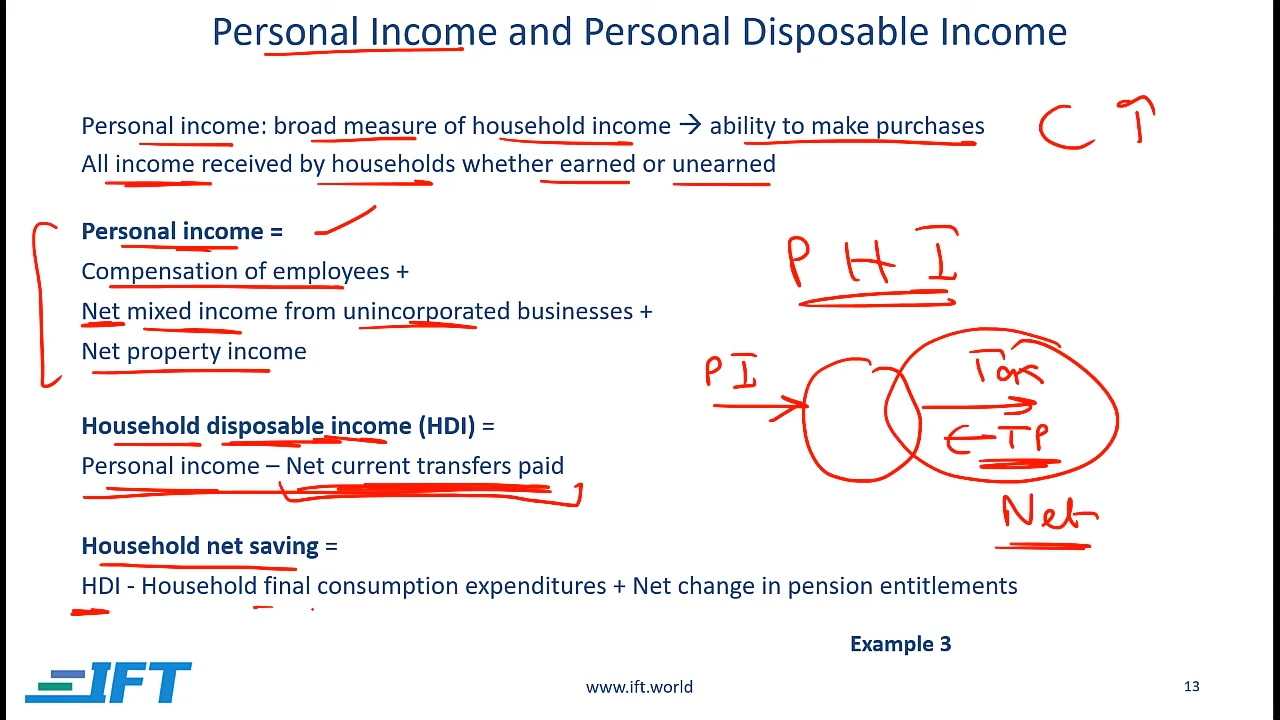 Personal Income and Personal Disposable Income
Personal income: broad measure of household income → ability to make purchases
C ↑
All income received by households whether earned or unearned
Personal income =
Compensation of employees +
P H I
Net mixed income from unincorporated businesses +
Net property income
PI
Tax
Household disposable income (HDI) =
← TP
Personal income – Net current transfers paid
Net
Household net saving =
HDI - Household final consumption expenditures + Net change in pension entitlements
Example 3
IFT
www.ift.world
13